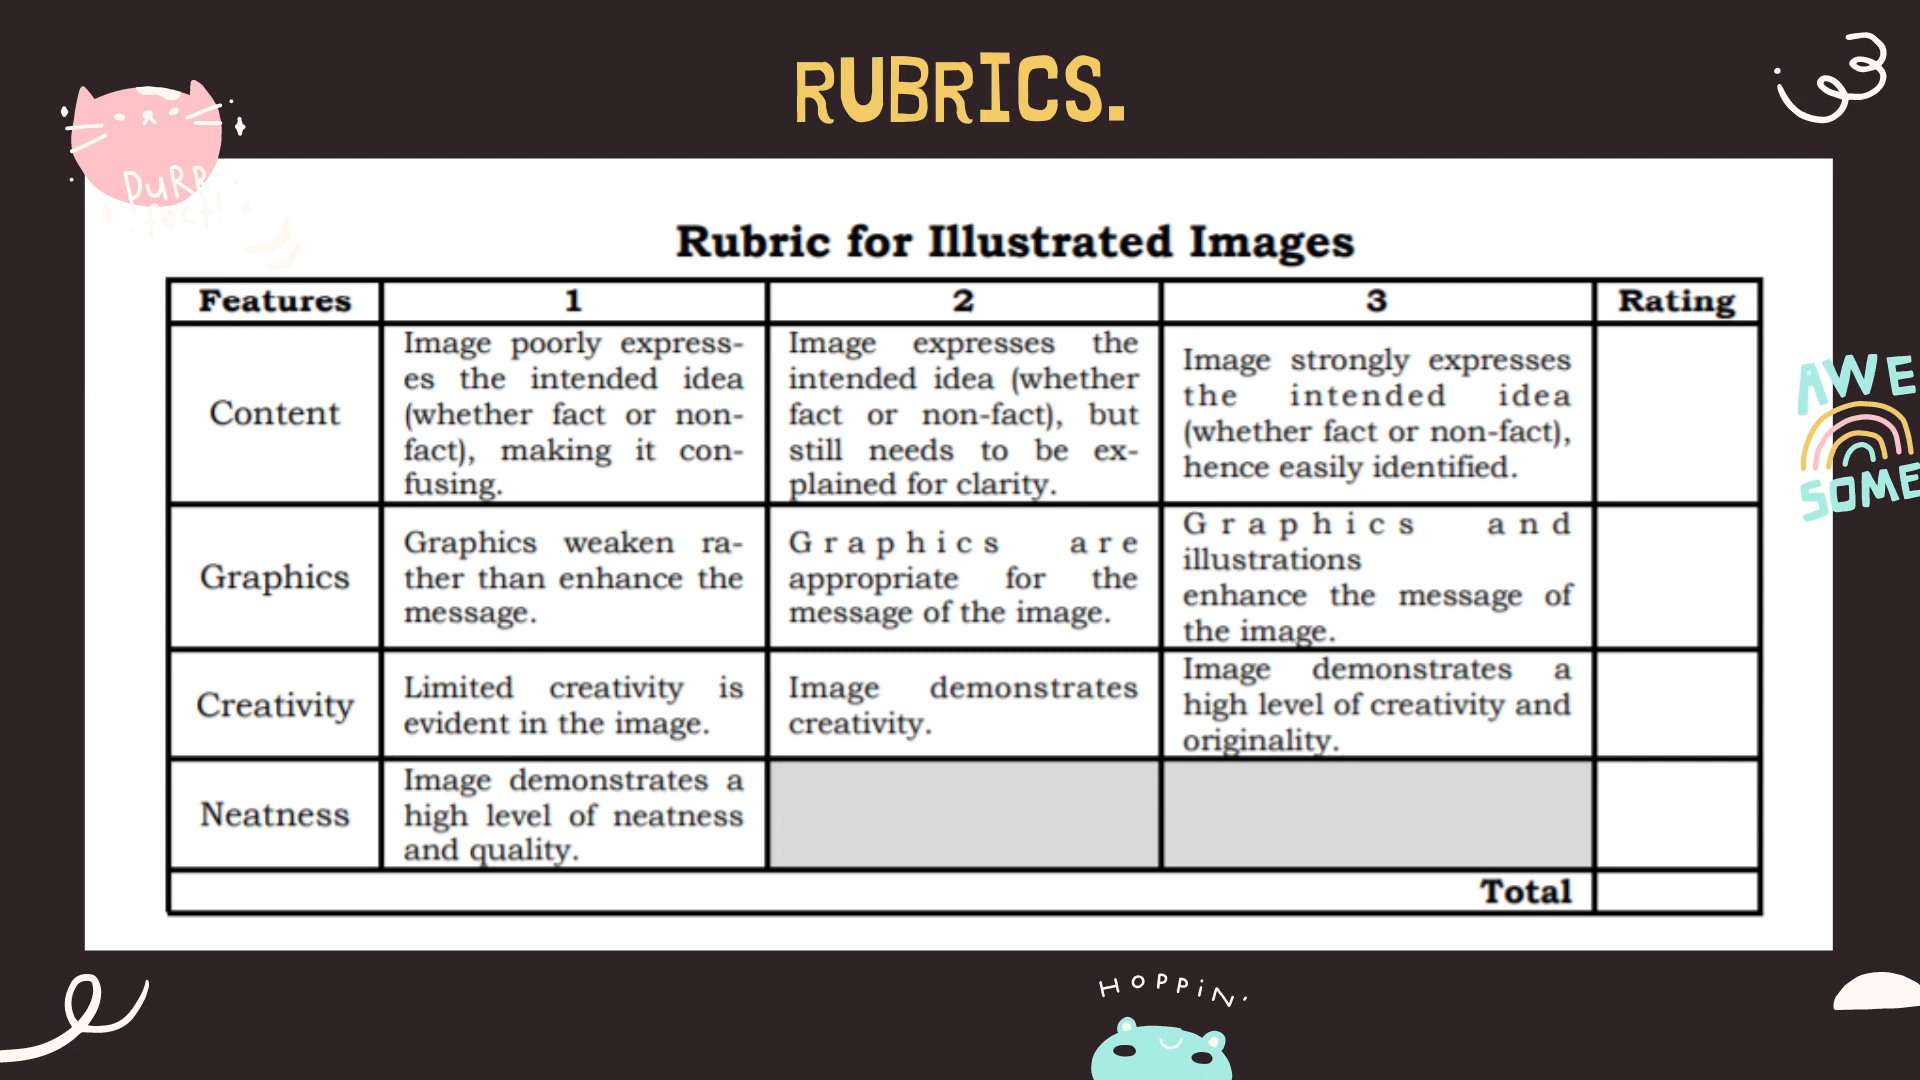 RUBRICS.
PURR
fect!
Rubric for Illustrated Images
Features 1 2 3 Rating
Content
Image poorly express-
es the intended idea
(whether fact or non-
fact), making it con-
fusing.
Image expresses the
intended idea (whether
fact or non-fact), but
still needs to be ex-
plained for clarity.
Image strongly expresses
the intended idea
(whether fact or non-fact),
hence easily identified.
Graphics
Graphics weaken ra-
ther than enhance the
message.
Graphics are
appropriate for the
message of the image.
Graphics and
illustrations
enhance the message of
the image.
Creativity
Limited creativity is
evident in the image.
Image demonstrates
creativity.
Image demonstrates a
high level of creativity and
originality.
Neatness
Image demonstrates a
high level of neatness
and quality.
Total
AWE
SOME
HOPPIN'